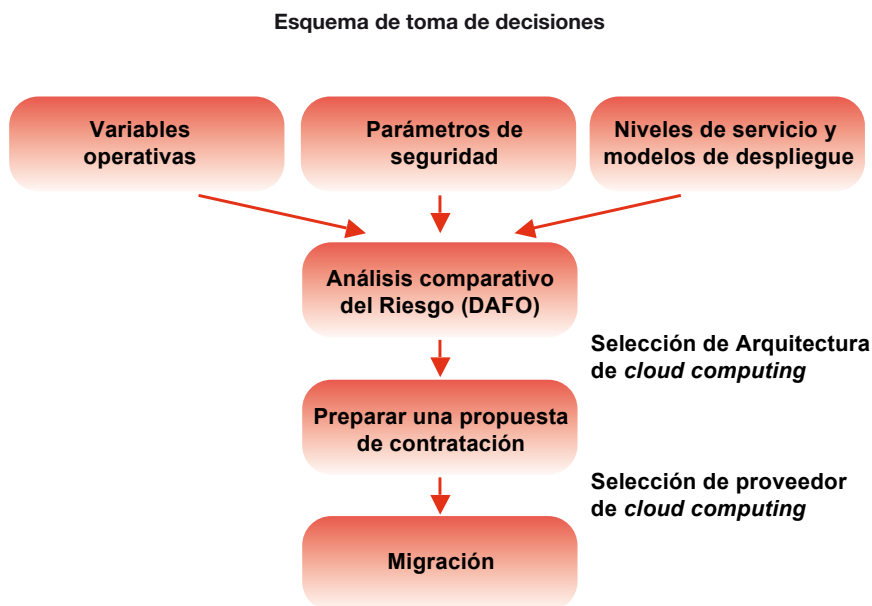 Esquema de toma de decisiones
Variables
operativas
Parámetros de
seguridad
Niveles de servicio y
modelos de despliegue
Análisis comparativo
del Riesgo (DAFO)
Selección de Arquitectura
de cloud computing
Preparar una propuesta
de contratación
Selección de proveedor
de cloud computing
Migración